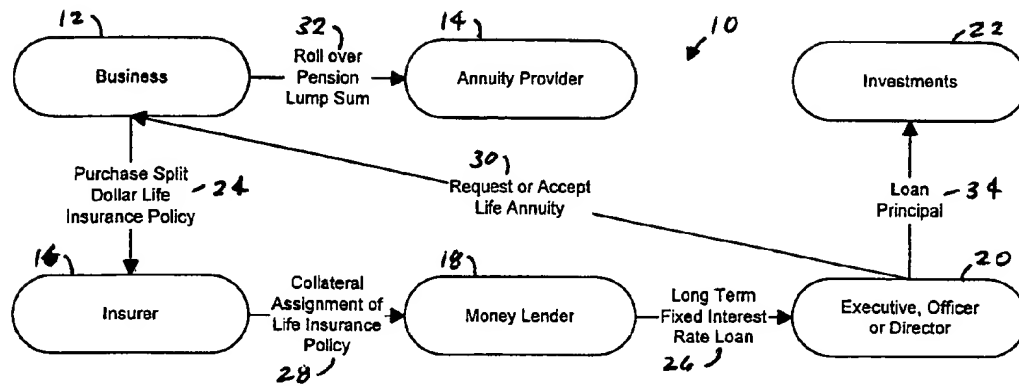 12
32
14
10
22
Business
Roll over
Pension
Lump Sum
Annuity Provider
Investments
Purchase Split
Dollar Life
Insurance Policy
24
30
Request or Accept
Life Annuity
Loan
Principal
34
16
18
20
Insurer
Collateral
Assignment of
Life Insurance
Policy
28
Money Lender
Long Term
Fixed Interest
Rate Loan
26
Executive, Officer
or Director